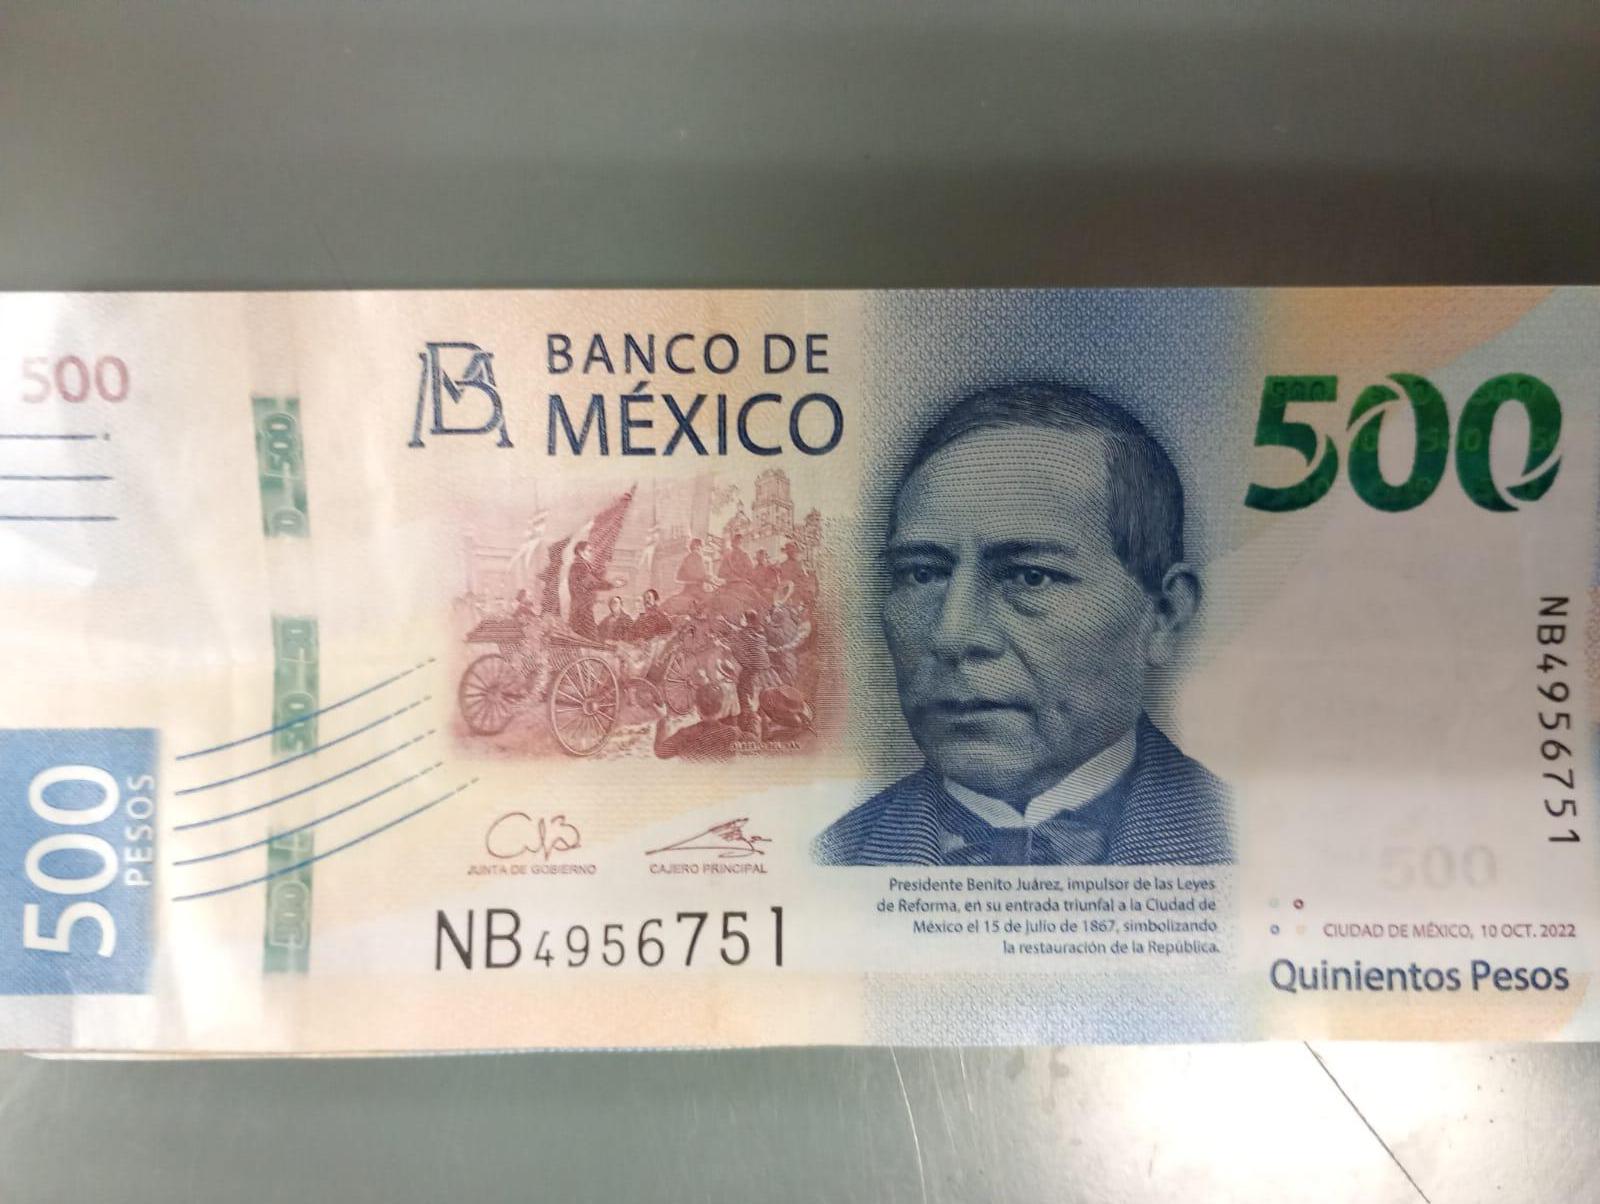 500
BANCO DE
MÉXICO
500
500
NB4956751
500
PESOS
JUNTA DE GOBIERNO
CAJERO PRINCIPAL
NB4956751
Presidente Benito Juárez, impulsor de las Leyes
de Reforma, en su entrada triunfal a la Ciudad de
México el 15 de julio de 1867, simbolizando
la restauración de la República.
500
CIUDAD DE MÉXICO, 10 OCT. 2022
Quinientos Pesos